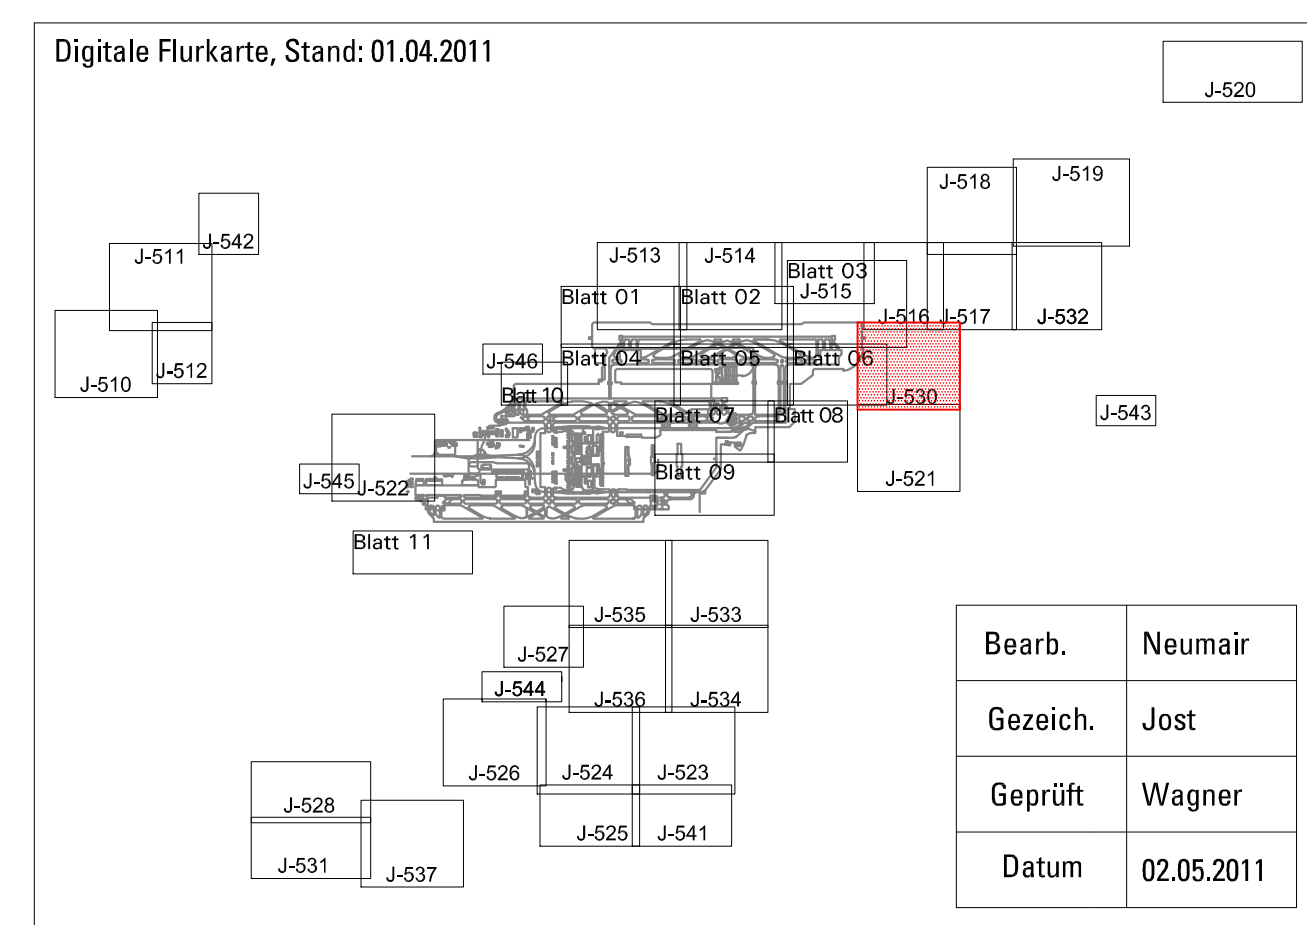 Digitale Flurkarte, Stand: 01.04.2011
J-520
J-518
J-519
J-542
J-511
J-513
J-514
Blatt 03
J-515
Blatt 01
Blatt 02
J-516
J-517
J-532
J-546
Blatt 04
Blatt 05
Blatt 06
J-512
J-510
Blatt 10
J-530
Blatt 07
Blatt 08
J-543
Blatt 09
J-545
J-522
J-521
Blatt 11
J-535
J-533
J-527
J-544
J-536
J-534
J-526
J-524
J-523
J-528
J-525
J-541
J-531
J-537
Bearb. Neumair
Gezeich. Jost
Geprüft Wagner
Datum 02.05.2011